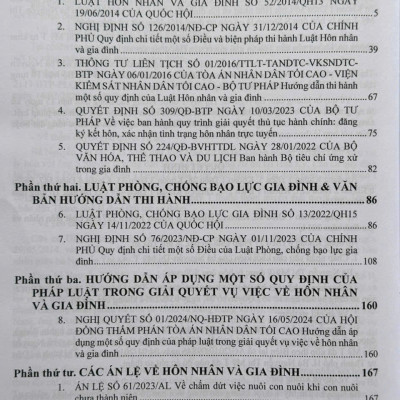 1. LUẬT HÔN NHÂN VÀ GIA ĐÌNH SỐ 52/2014/QH13 NGÀY
19/06/2014 CỦA QUỐC HỘI 5
2. NGHỊ ĐỊNH SỐ 126/2014/NĐ-CP NGÀY 31/12/2014 CỦA CHÍNH
PHỦ Quy định chi tiết một số Điều và biện pháp thi hành Luật Hôn nhân
và gia đình 39
3. THÔNG TƯ LIÊN TỊCH SỐ 01/2016/TTLT-TANDTC-VKSNDTC-
BTP NGÀY 06/01/2016 CỦA TÒA ÁN NHÂN DÂN TỐI CAO - VIỆN
KIỂM SÁT NHÂN DÂN TỐI CAO - BỘ TƯ PHÁP Hướng dẫn thi hành
một số quy định của Luật Hôn nhân và gia đình 67
4. QUYẾT ĐỊNH SỐ 309/QĐ-BTP NGÀY 10/03/2023 CỦA BỘ TƯ
PHÁP Về việc ban hành quy trình giải quyết thủ tục hành chính: đăng
ký kết hôn, xác nhận tình trạng hôn nhân trực tuyến 75
5. QUYẾT ĐỊNH SỐ 224/QĐ-BVHTTDL NGÀY 28/01/2022 CỦA BỘ
VĂN HÓA, THỂ THAO VÀ DU LỊCH Ban hành Bộ tiêu chí ứng xử
trong gia đình 82
Phần thứ hai. LUẬT PHÒNG, CHỐNG BẠO LỰC GIA ĐÌNH & VĂN
BẢN HƯỚNG DẪN THI HÀNH 86
6. LUẬT PHÒNG, CHỐNG BẠO LỰC GIA ĐÌNH SỐ 13/2022/QH15
NGÀY 14/11/2022 CỦA QUỐC HỘI 86
7. NGHỊ ĐỊNH SỐ 76/2023/NĐ-CP NGÀY 01/11/2023 CỦA CHÍNH
PHỦ Quy định chi tiết một số Điều của Luật Phòng, chống bạo lực gia
đình 108
Phần thứ ba. HƯỚNG DẪN ÁP DỤNG MỘT SỐ QUY ĐỊNH CỦA
PHÁP LUẬT TRONG GIẢI QUYẾT VỤ VIỆC VỀ HÔN NHÂN
VÀ GIA ĐÌNH 160
8. NGHỊ QUYẾT SỐ 01/2024/NQ-HĐTP NGÀY 16/05/2024 CỦA HỘI
ĐỒNG THẨM PHÁN TÒA ÁN NHÂN DÂN TỐI CAO Hướng dẫn áp
dụng một số quy định của pháp luật trong giải quyết vụ việc về hôn nhân
và gia đình 160
Phần thứ tư. CÁC ÁN LỆ VỀ HÔN NHÂN VÀ GIA ĐÌNH 167
1. ÁN LỆ SỐ 61/2023/AL Về chấm dứt việc nuôi con nuôi khi con nuôi
chưa thành niên 167